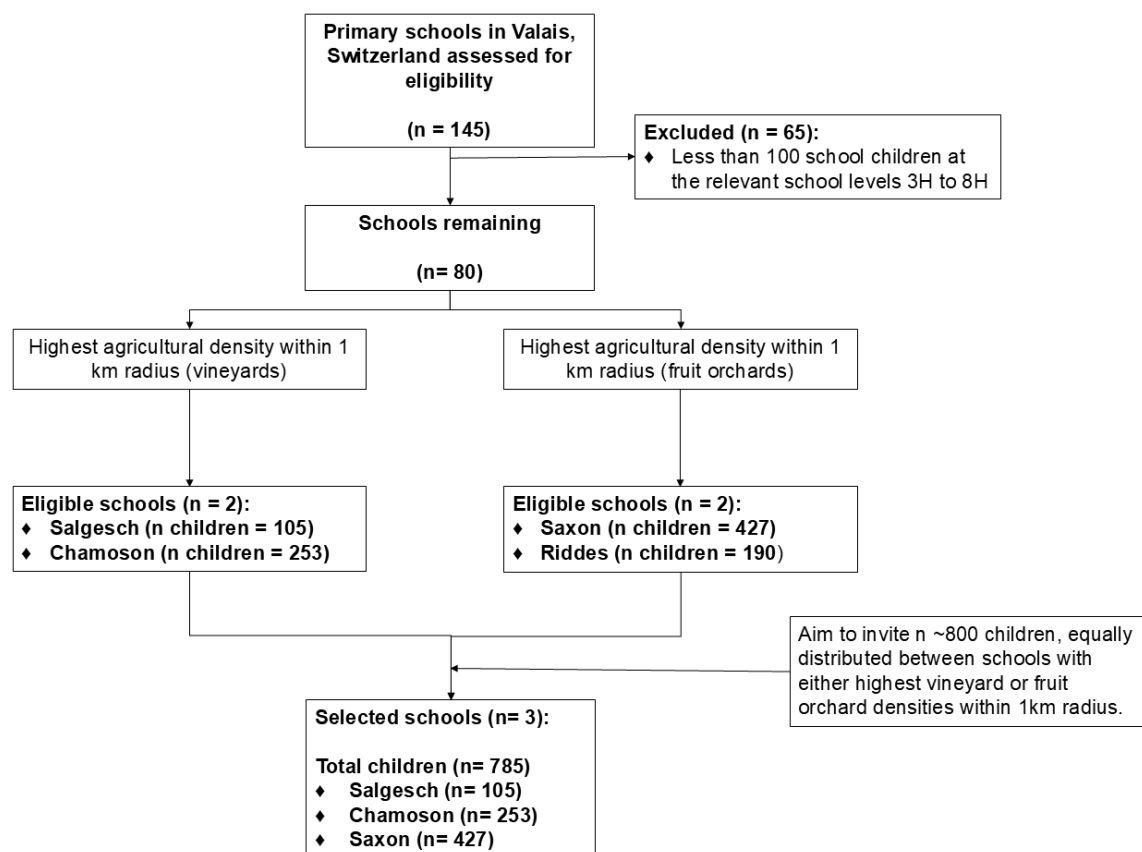 Primary schools in Valais,
Switzerland assessed for
eligibility
(n = 145)
Excluded (n = 65):
♦ Less than 100 school children at
the relevant school levels 3H to 8H
Schools remaining
(n= 80)
Highest agricultural density within 1
km radius (vineyards)
Highest agricultural density within 1
km radius (fruit orchards)
Eligible schools (n = 2):
♦ Salgesch (n children = 105)
♦ Chamoson (n children = 253)
Eligible schools (n = 2):
♦ Saxon (n children = 427)
♦ Riddes (n children = 190)
Aim to invite n ~800 children, equally
distributed between schools with
either highest vineyard or fruit
orchard densities within 1km radius.
Selected schools (n= 3):
Total children (n= 785)
♦ Salgesch (n= 105)
♦ Chamoson (n= 253)
♦ Saxon (n= 427)